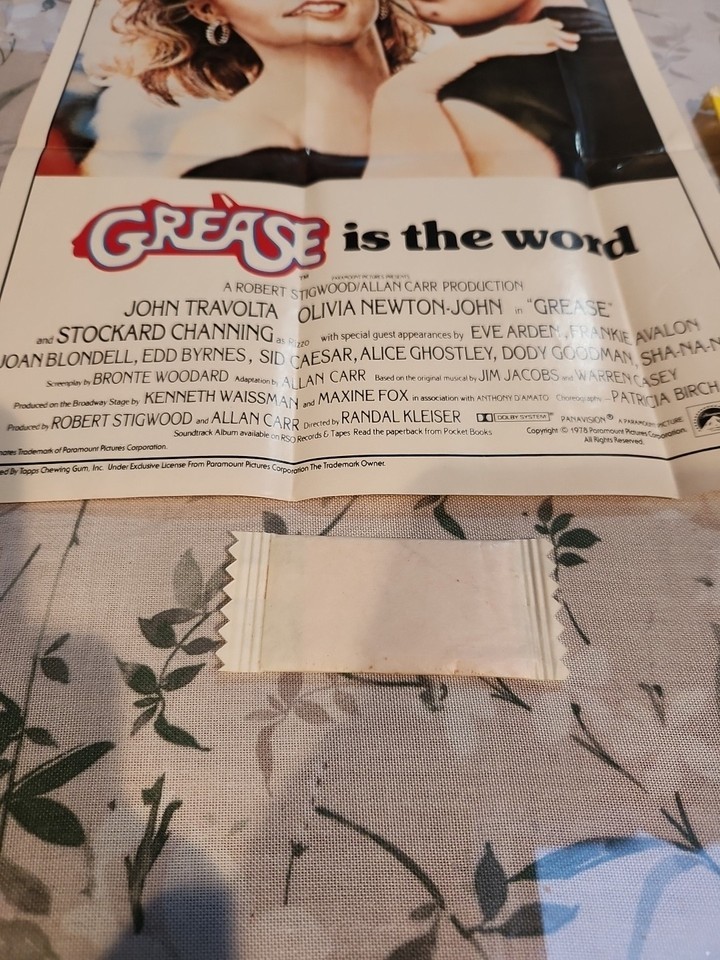 GREASE is the word
PARAMOUNT PICTURES PRESENTS
A ROBERT STIGWOOD/ALLAN CARR PRODUCTION
JOHN TRAVOLTA OLIVIA NEWTON-JOHN in "GREASE"
and STOCKARD CHANNING as Rizzo with special guest appearances by EVE ARDEN, FRANKIE AVALON
JOAN BLONDELL, EDD BYRNES, SID CAESAR, ALICE GHOSTLEY, DODY GOODMAN, SHA-NA-N
Screenplay by BRONTE WOODARD Adaptation by ALLAN CARR Based on the original musical by JIM JACOBS and WARREN CASEY
Produced on the Broadway Stage by KENNETH WAISSMAN and MAXINE FOX in association with ANTHONY D'AMATO Choreography PATRICIA BIRCH
Produced by ROBERT STIGWOOD and ALLAN CARR Directed by RANDAL KLEISER DOLBY SYSTEM PANAVISION® A PARAMOUNT PICTURE
Soundtrack Album available on RSO Records & Tapes Read the paperback from Pocket Books Copyright © 1978 Paramount Pictures Corporation.
All Rights Reserved.
nates Trademark of Paramount Pictures Corporation.
ed By Topps Chewing Gum, Inc. Under Exclusive License From Paramount Pictures Corporation The Trademark Owner.